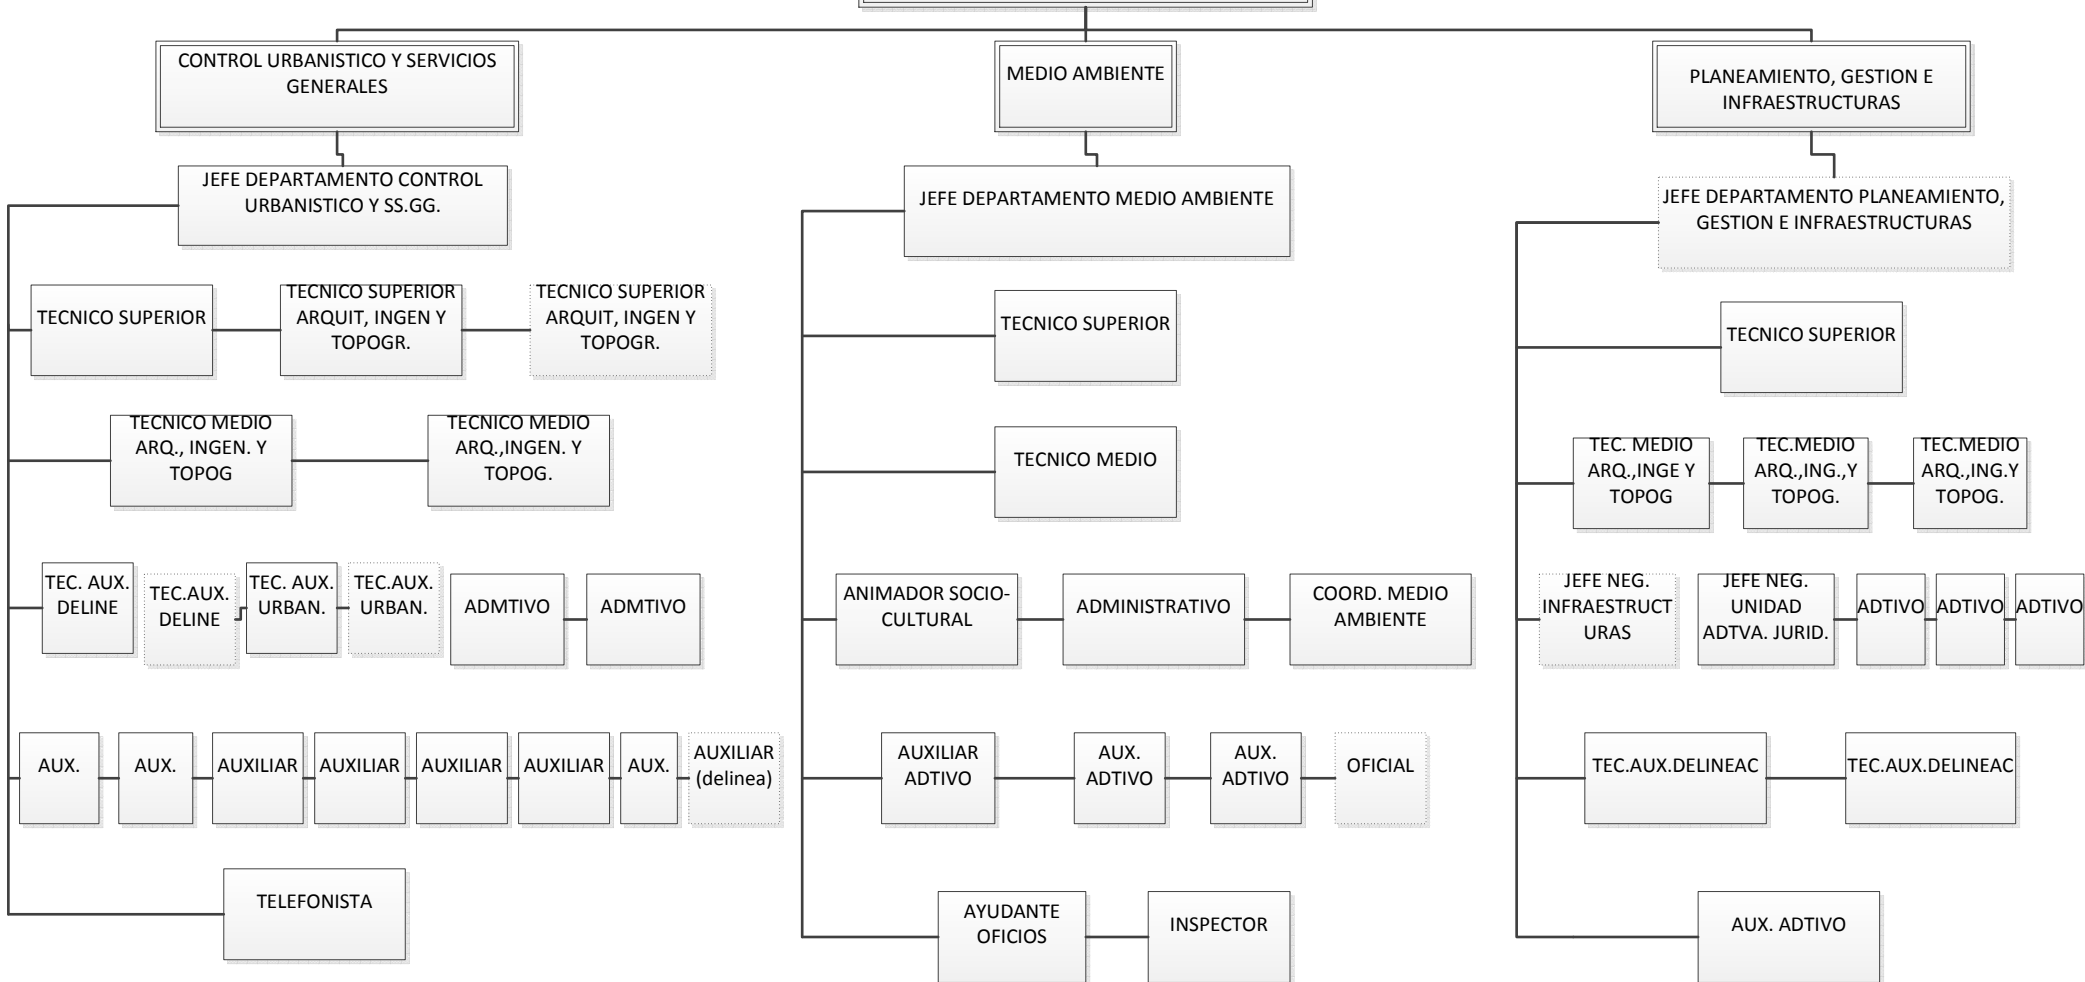 CONTROL URBANISTICO Y SERVICIOS
GENERALES
MEDIO AMBIENTE
PLANEAMIENTO, GESTION E
INFRAESTRUCTURAS
JEFE DEPARTAMENTO CONTROL
URBANISTICO Y SS.GG.
JEFE DEPARTAMENTO MEDIO AMBIENTE
JEFE DEPARTAMENTO PLANEAMIENTO,
GESTION E INFRAESTRUCTURAS
TECNICO SUPERIOR
TECNICO SUPERIOR
ARQUIT, INGEN Y
TOPOGR.
TECNICO SUPERIOR
ARQUIT, INGEN Y
TOPOGR.
TECNICO SUPERIOR
TECNICO SUPERIOR
TECNICO MEDIO
ARQ., INGEN. Y
TOPOG
TECNICO MEDIO
ARQ.,INGEN. Y
TOPOG.
TECNICO MEDIO
TEC. MEDIO
ARQ.,INGE Y
TOPOG
TEC.MEDIO
ARQ.,ING.,Y
TOPOG.
TEC.MEDIO
ARQ.,ING.Y
TOPOG.
TEC. AUX.
DELINE
TEC.AUX.
DELINE
TEC. AUX.
URBAN.
TEC.AUX.
URBAN.
ADMTIVO
ADMTIVO
ANIMADOR SOCIO-
CULTURAL
ADMINISTRATIVO
COORD. MEDIO
AMBIENTE
JEFE NEG.
INFRAESTRUCT
URAS
JEFE NEG.
UNIDAD
ADTVA. JURID.
ADTIVO
ADTIVO
ADTIVO
AUX.
AUX.
AUXILIAR
AUXILIAR
AUXILIAR
AUXILIAR
AUX.
AUXILIAR
(delinea)
AUXILIAR
ADTIVO
AUX.
ADTIVO
AUX.
ADTIVO
OFICIAL
TEC.AUX.DELINEAC
TEC.AUX.DELINEAC
TELEFONISTA
AYUDANTE
OFICIOS
INSPECTOR
AUX. ADTIVO